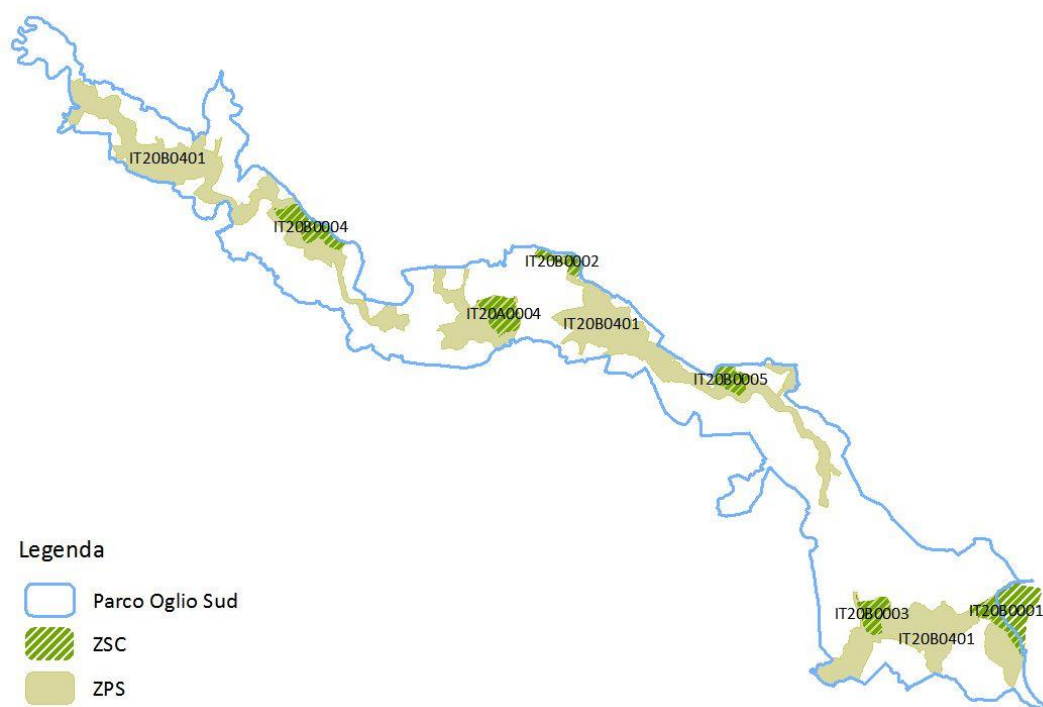 IT20B0401
IT20B0004
IT20B0002
IT20A0004
IT20B0401
IT20B0005
Legenda
Parco Oglio Sud
IT20B0003
IT20B0001
IT20B0401
ZSC
ZPS